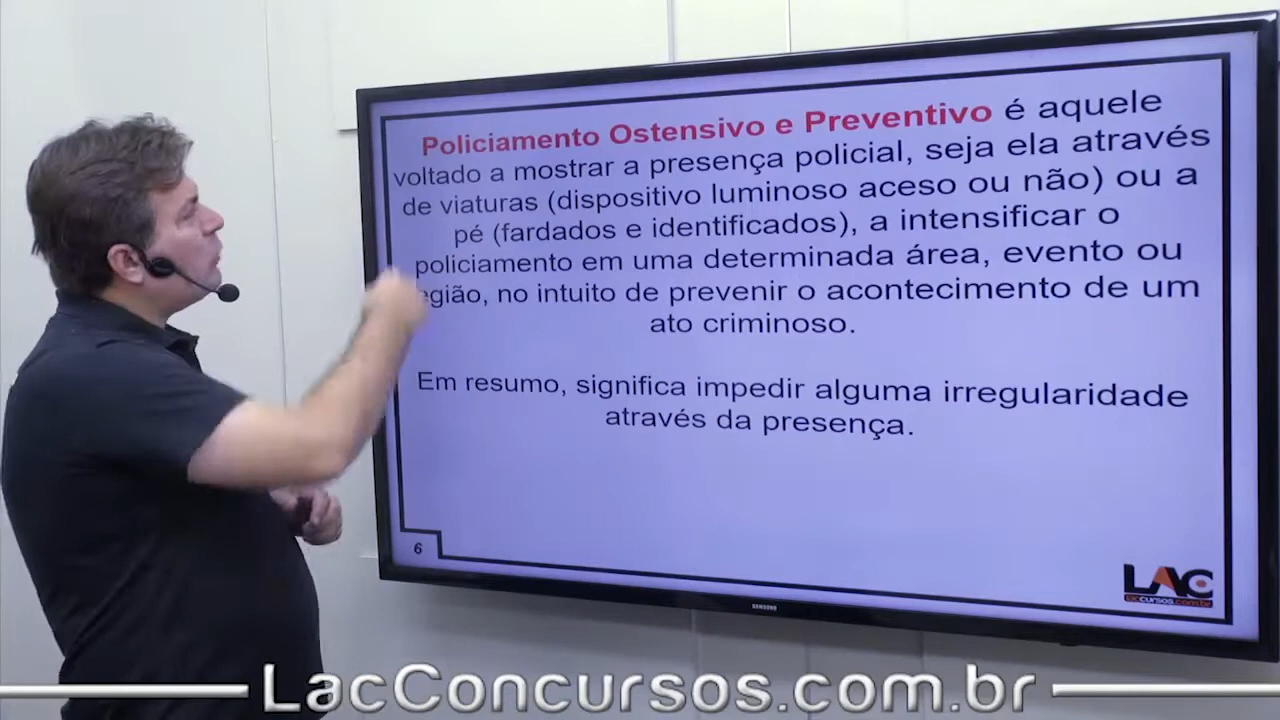 Policiamento Ostensivo e Preventivo é aquele
voltado a mostrar a presença policial, seja ela através
de viaturas (dispositivo luminoso aceso ou não) ou a
pé (fardados e identificados), a intensificar o
policiamento em uma determinada área, evento ou
egião, no intuito de prevenir o acontecimento de um
ato criminoso.
Em resumo, significa impedir alguma irregularidade
através da presença.
6
LAC
laccursos.com.br
SAMSUNG
LacConcursos.com.br